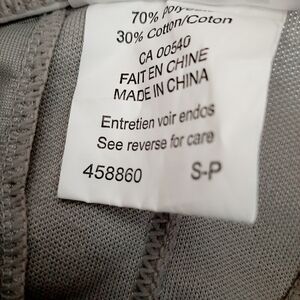 70%
30% Cotton/Coton
CA 00540
FAIT EN CHINE
MADE IN CHINA
Entretien voir endos
See reverse for care
458860 S-P